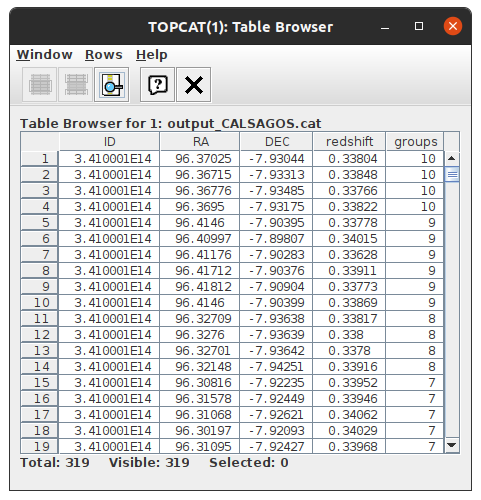 TOPCAT(1): Table Browser
Window Rows Help
Table Browser for 1: output_CALSAGOS.cat
ID RA DEC redshift groups
1 3.410001E14 96.37025 -7.93044 0.33804 10
2 3.410001E14 96.36715 -7.93313 0.33848 10
3 3.410001E14 96.36776 -7.93485 0.33766 10
4 3.410001E14 96.3695 -7.93175 0.33822 10
5 3.410001E14 96.4146 -7.90395 0.33778 9
6 3.410001E14 96.40997 -7.89807 0.34015 9
7 3.410001E14 96.41176 -7.90283 0.33628 9
8 3.410001E14 96.41712 -7.90376 0.33911 9
9 3.410001E14 96.41812 -7.90904 0.33773 9
10 3.410001E14 96.4146 -7.90399 0.33869 9
11 3.410001E14 96.32709 -7.93638 0.33817 8
12 3.410001E14 96.3276 -7.93639 0.338 8
13 3.410001E14 96.32701 -7.93642 0.3378 8
14 3.410001E14 96.32148 -7.94251 0.33916 8
15 3.410001E14 96.30816 -7.92235 0.33952 7
16 3.410001E14 96.31578 -7.92449 0.33946 7
17 3.410001E14 96.31068 -7.92621 0.34062 7
18 3.410001E14 96.30197 -7.92093 0.34029 7
19 3.410001E14 96.31095 -7.92427 0.33968 7
Total: 319 Visible: 319 Selected: 0